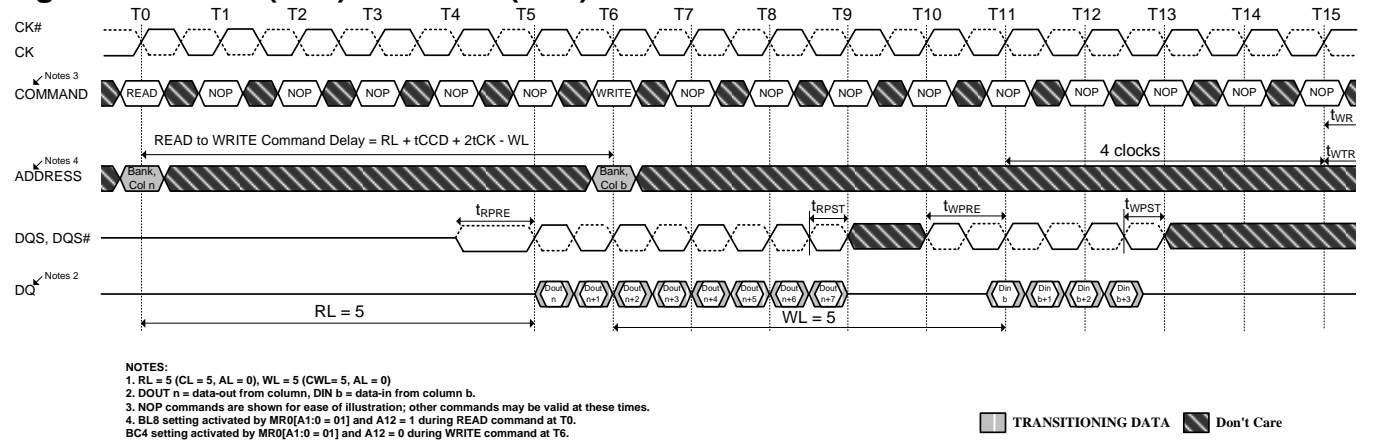 T0 T1 T2 T3 T4 T5 T6 T7 T8 T9 T10 T11 T12 T13 T14 T15
CK#
CK
Notes 3
COMMAND READ NOP NOP NOP NOP NOP WRITE NOP NOP NOP NOP NOP NOP NOP NOP NOP
tWR
READ to WRITE Command Delay = RL + tCCD + 2tCK - WL
4 clocks tWTR
Notes 4
ADDRESS
Bank, Col n
Bank, Col b
tRPRE tRPST tWPRE tWPST
DQS, DQS#
Notes 2
DQ
Dout n Dout n+1 Dout n+2 Dout n+3 Dout n+4 Dout n+5 Dout n+6 Dout n+7 Din b Din b+1 Din b+2 Din b+3
RL = 5 WL = 5
NOTES:
1. RL = 5 (CL = 5, AL = 0), WL = 5 (CWL= 5, AL = 0)
2. DOUT n = data-out from column, DIN b = data-in from column b.
3. NOP commands are shown for ease of illustration; other commands may be valid at these times.
4. BL8 setting activated by MR0[A1:0 = 01] and A12 = 1 during READ command at T0.
BC4 setting activated by MR0[A1:0 = 01] and A12 = 0 during WRITE command at T6.
TRANSITIONING DATA Don't Care